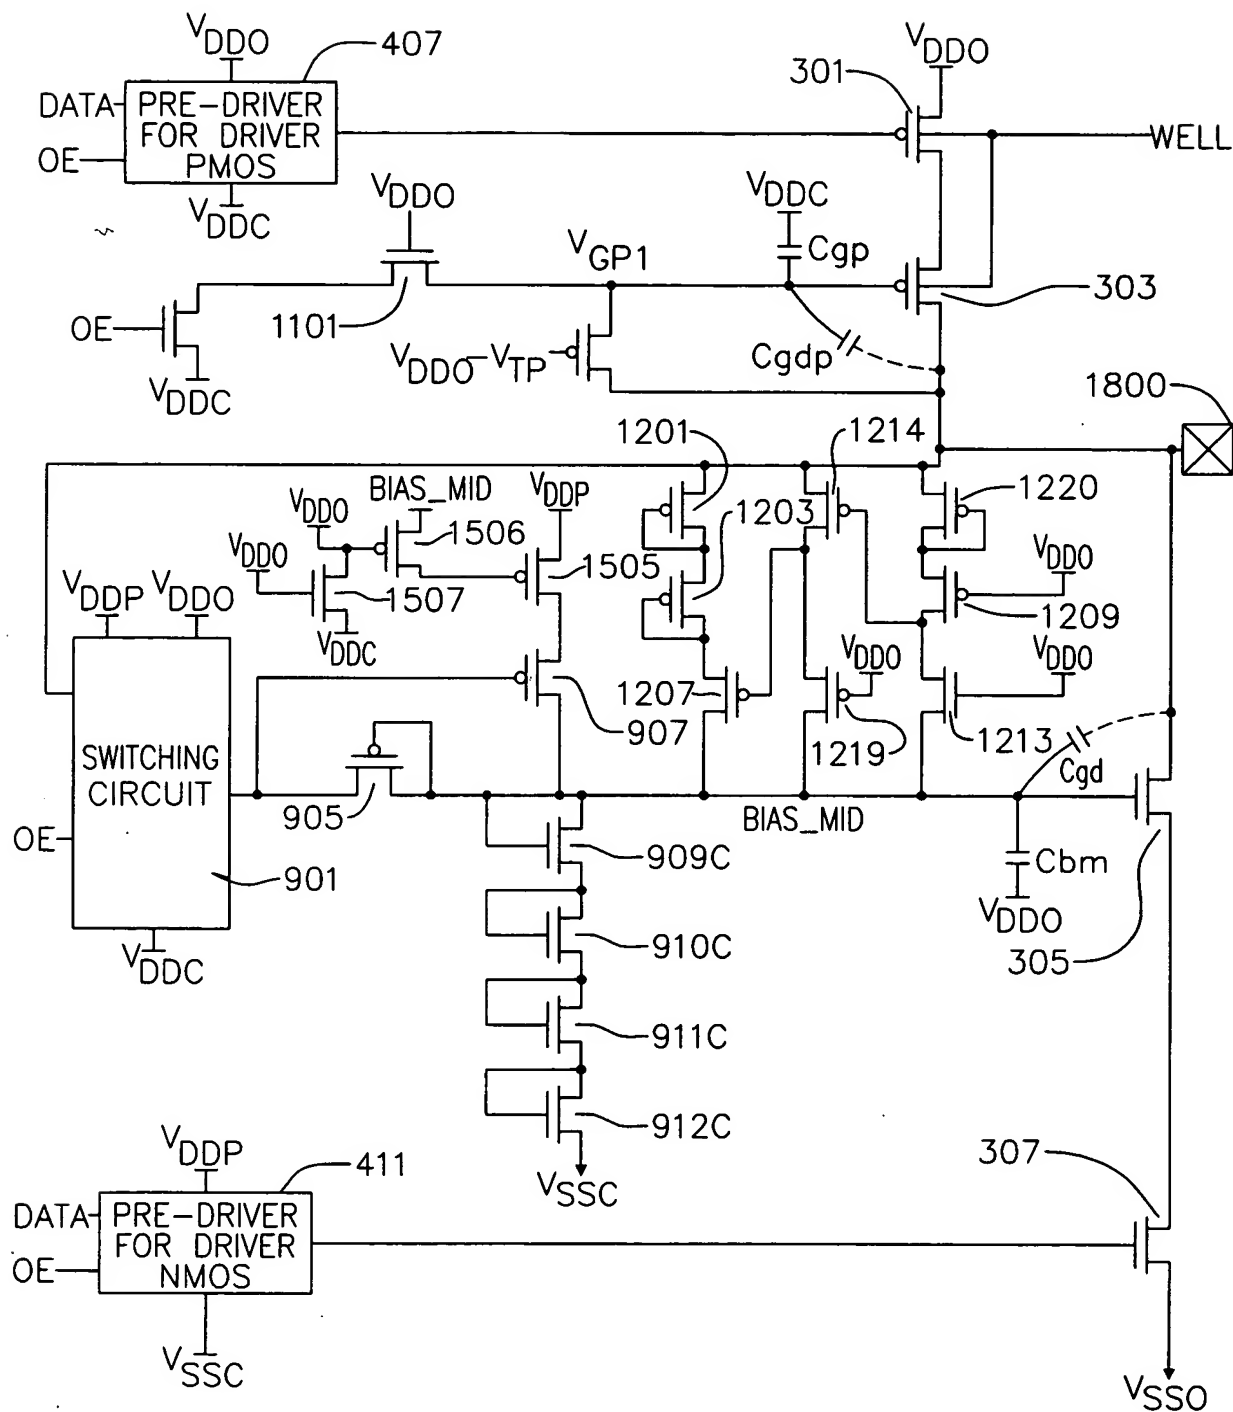 VDDO
407
VDDO
301
DATA
PRE-DRIVER
FOR DRIVER
PMOS
OE
WELL
VDDC
VDDO
VDDC
Cgp
VGP1
303
1101
OE
VDDO-VTP
Cgdp
VDDC
1800
1201
1214
BIAS_MID
VDDP
1220
VDDO
1506
1203
VDDO
1505
VDDO
1507
VDDP
VDDO
VDDC
1209
VDDO
VDDO
1207
907
1219
1213
SWITCHING
CIRCUIT
Cgd
905
BIAS_MID
OE
909C
Cbm
901
VDDO
VDDC
910C
305
911C
912C
VDDP
411
307
VSSC
DATA
PRE-DRIVER
FOR DRIVER
NMOS
OE
VSSC
VSSO